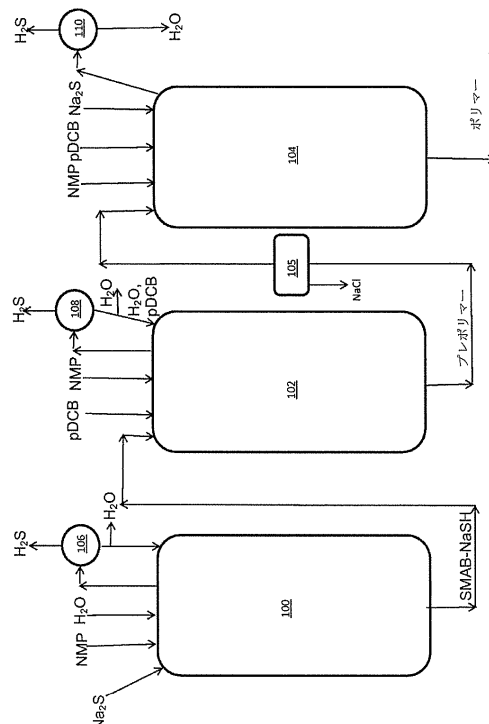 Na₂S
NMP
H₂O
H₂S
106
H₂O
100
SMAB-NaSH
pDCB
NMP
H₂S
108
H₂O
H₂O,
pDCB
102
プレポリマー
105
NaCl
NMP
pDCB
Na₂S
H₂S
110
H₂O
104
ポリマー